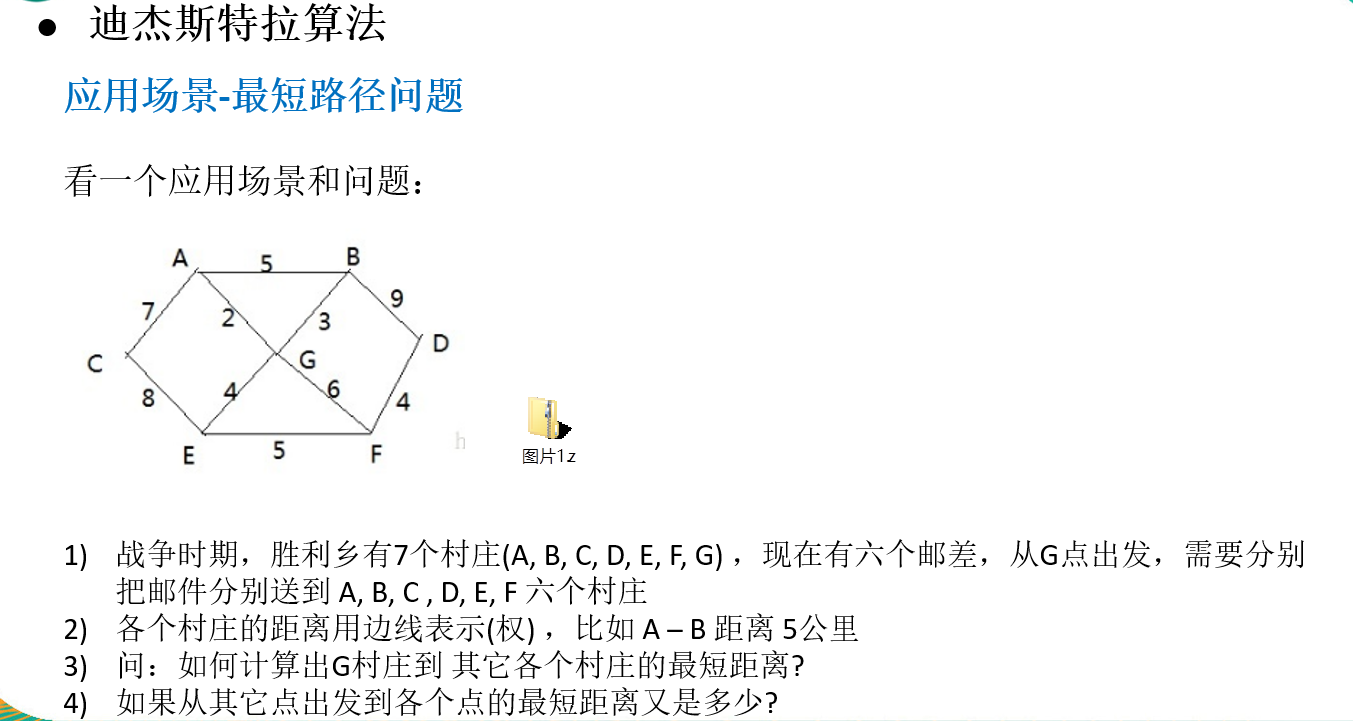 ● 迪杰斯特拉算法
应用场景-最短路径问题
看一个应用场景和问题：
A 5 B
7 2 3 9
C G D
8 4 6 4
E 5 F
h
图片1.z
1) 战争时期，胜利乡有7个村庄(A, B, C, D, E, F, G) ，现在有六个邮差，从G点出发，需要分别
把邮件分别送到 A, B, C , D, E, F 六个村庄
2) 各个村庄的距离用边线表示(权) ，比如 A – B 距离 5公里
3) 问：如何计算出G村庄到 其它各个村庄的最短距离?
4) 如果从其它点出发到各个点的最短距离又是多少?